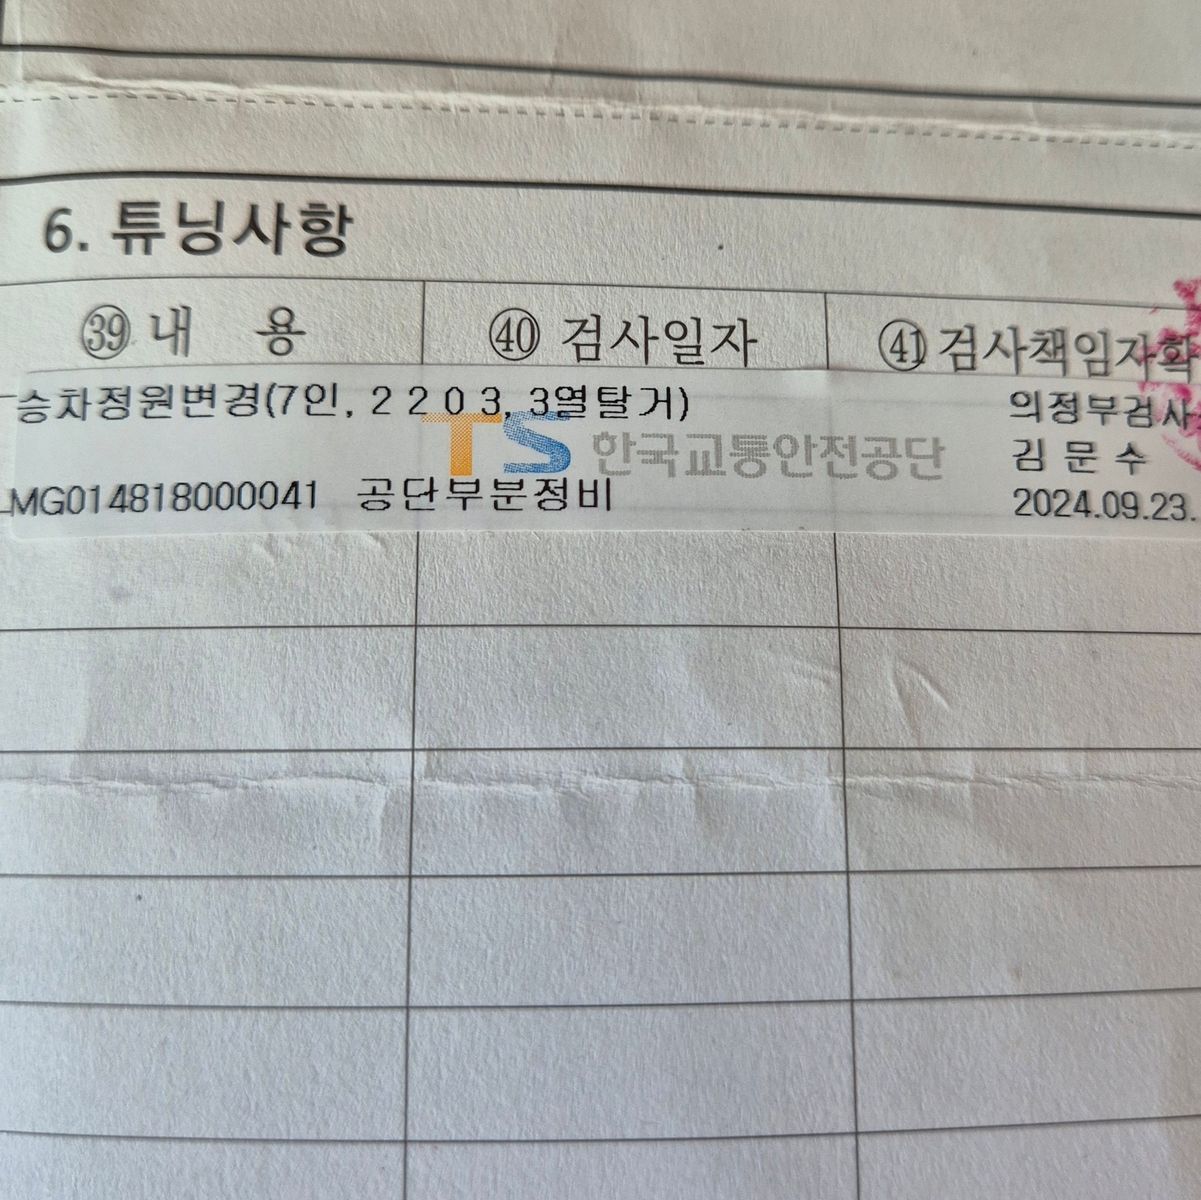 6. 튜닝사항
㊴ 내 용
㊵ 검사일자
㊶ 검사책임자확
승차정원변경(7인, 2 2 0 3, 3열탈거)
의정부검사
TS 한국교통안전공단
김 문 수
MG014818000041 공단부분정비
2024.09.23.